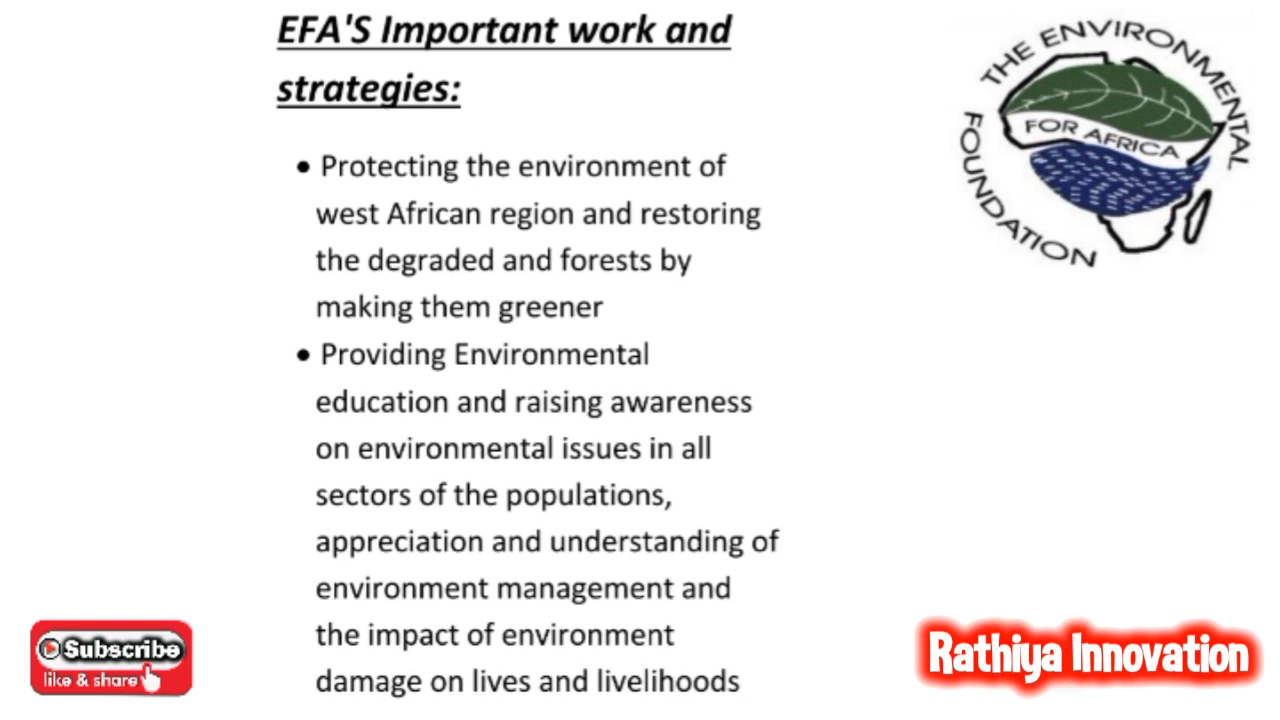 EFA'S Important work and
strategies:
• Protecting the environment of
west African region and restoring
the degraded and forests by
making them greener
• Providing Environmental
education and raising awareness
on environmental issues in all
sectors of the populations,
appreciation and understanding of
environment management and
the impact of environment
damage on lives and livelihoods
THE ENVIRONMENTAL
FOUNDATION
FOR AFRICA
Subscribe
like & share
Rathiya Innovation